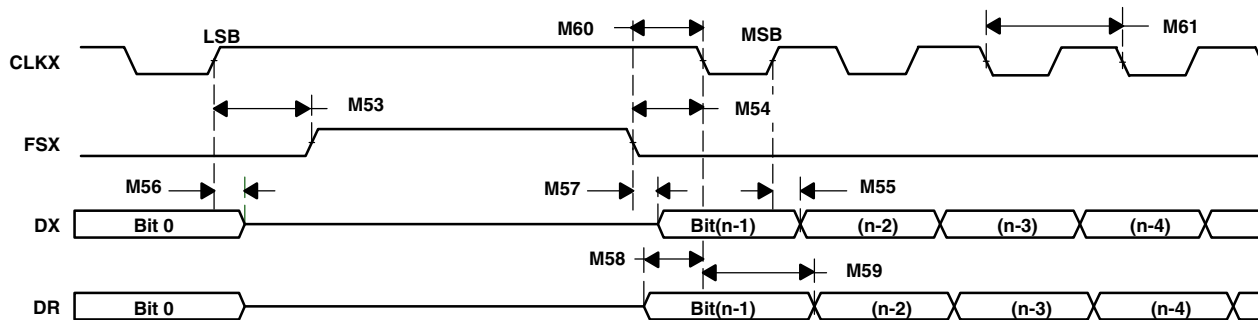 LSB M60 MSB M61
CLKX
M53 M54
FSX
M56 M57 M55
DX Bit 0 Bit(n-1) (n-2) (n-3) (n-4)
M58 M59
DR Bit 0 Bit(n-1) (n-2) (n-3) (n-4)